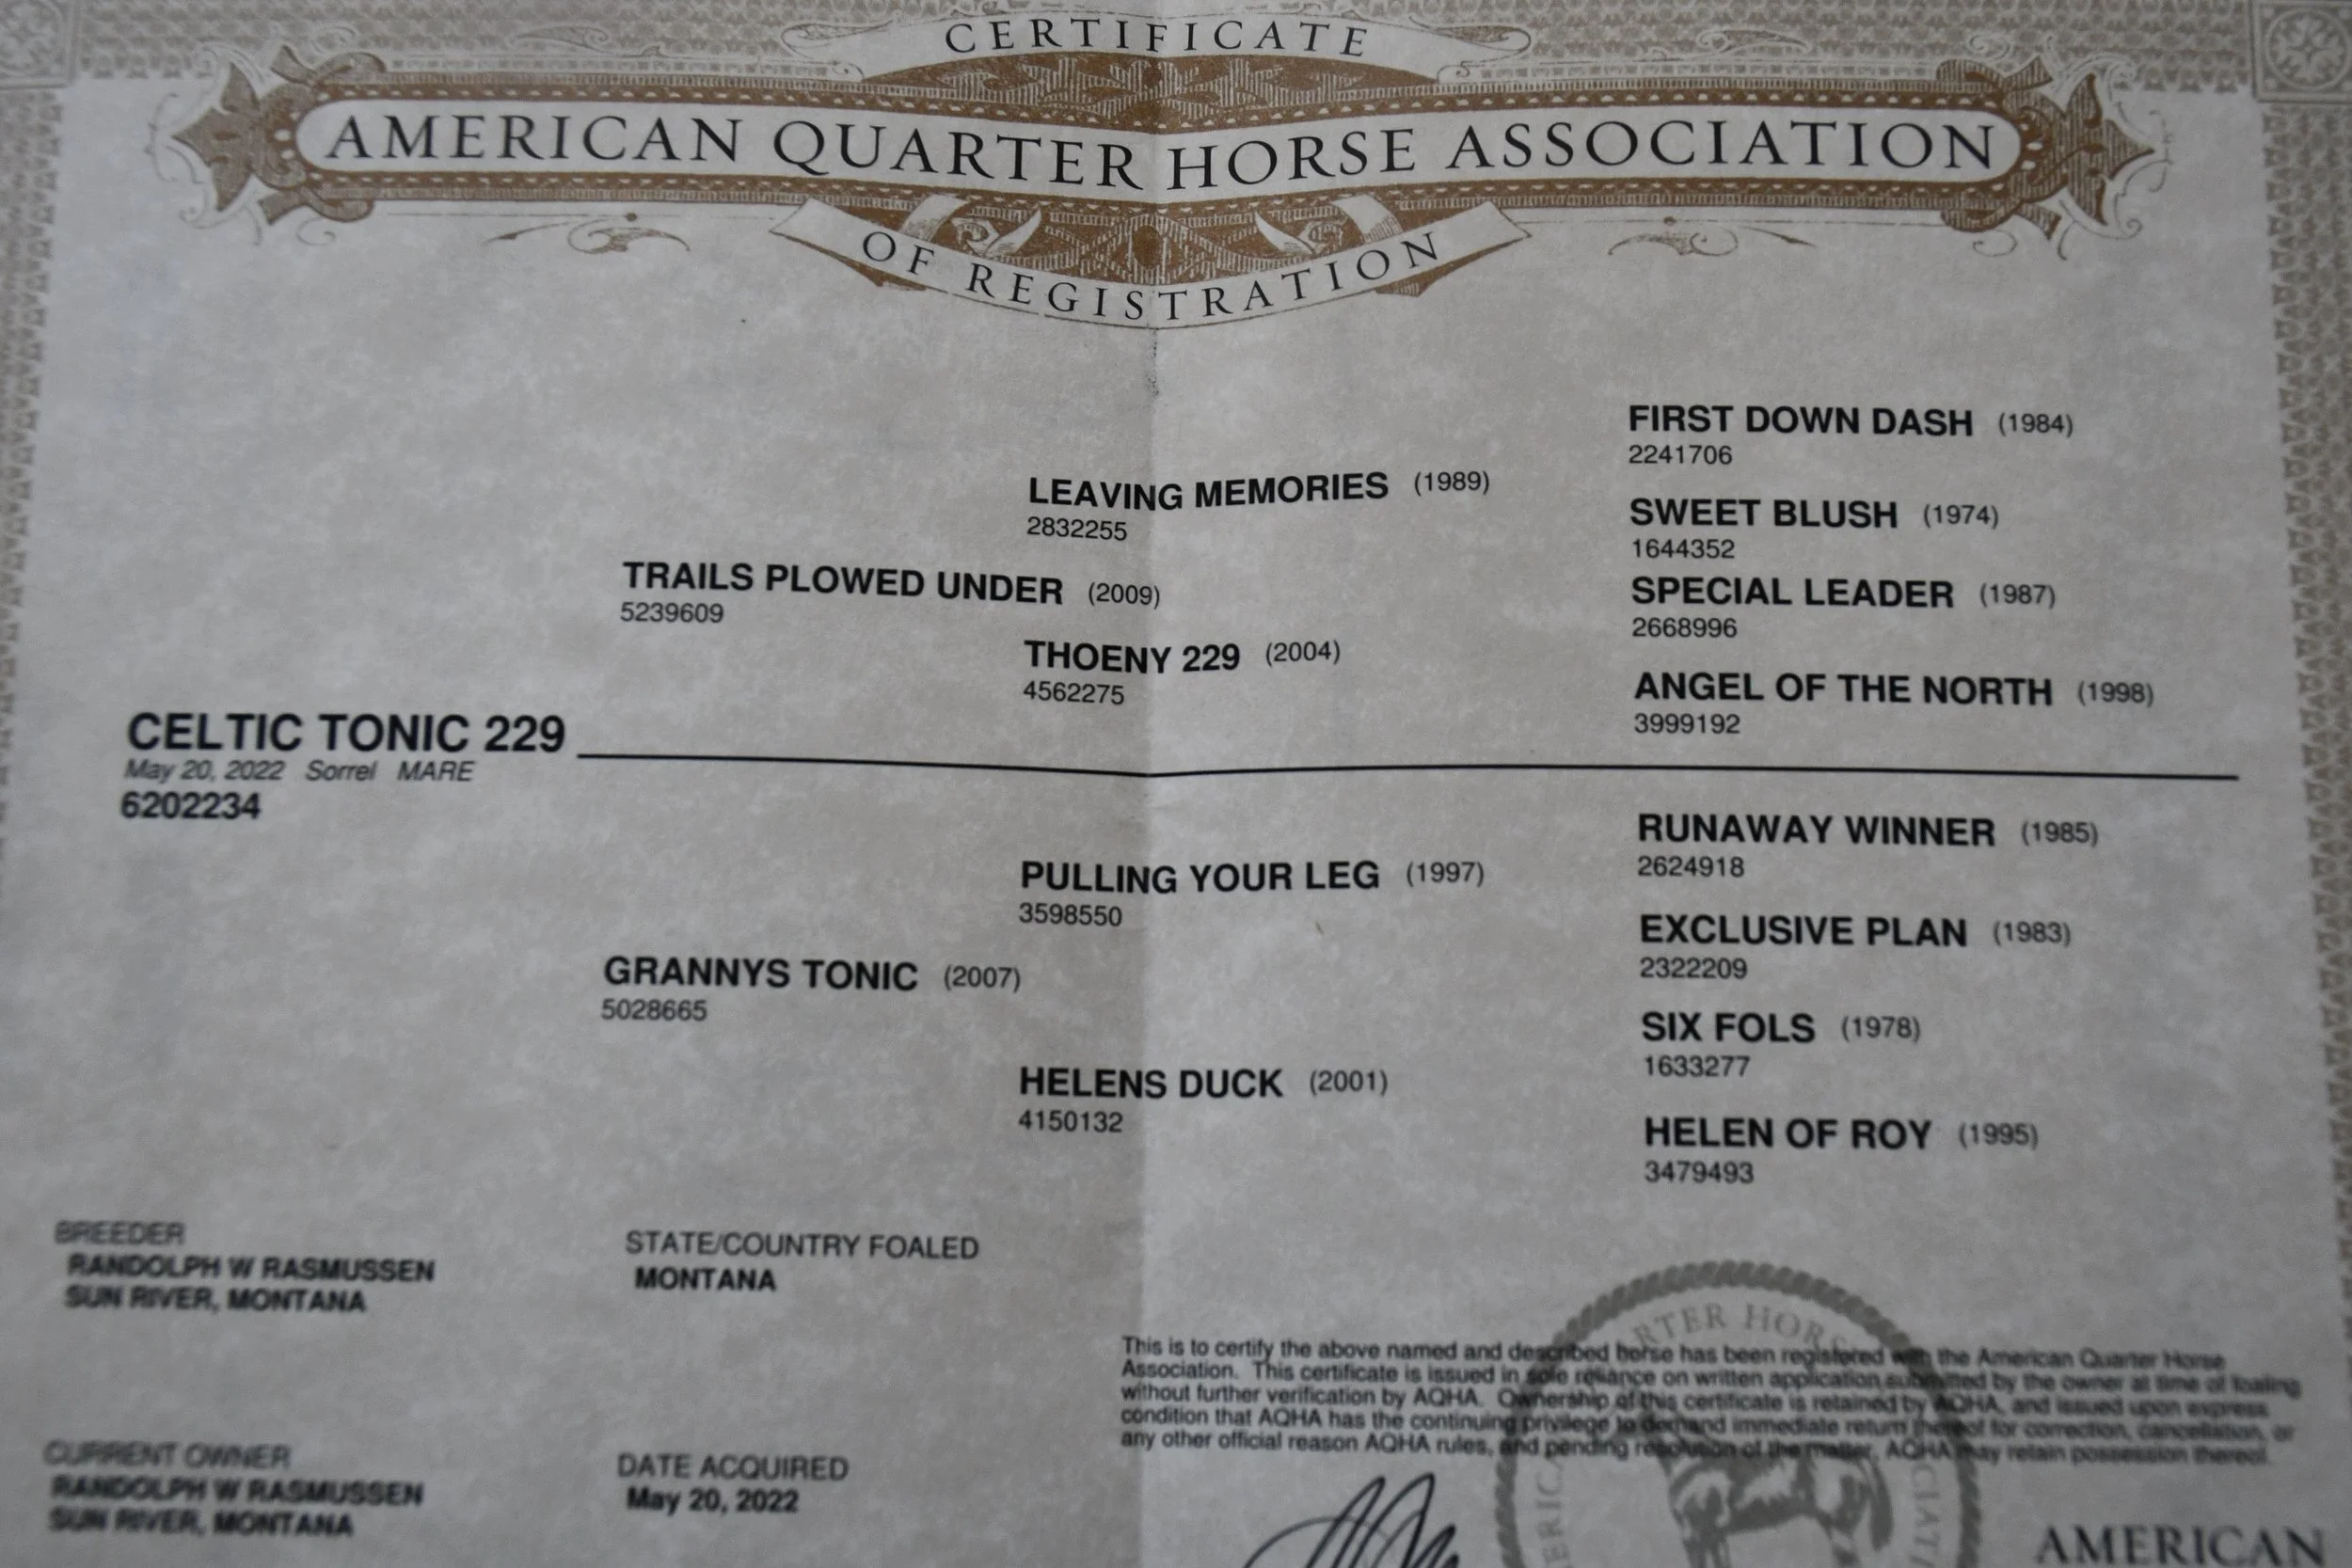 CERTIFICATE
AMERICAN QUARTER HORSE ASSOCIATION
OF REGISTRATION
FIRST DOWN DASH (1984)
2241706
LEAVING MEMORIES (1989)
2832255
SWEET BLUSH (1974)
1644352
TRAILS PLOWED UNDER (2009)
5239609
SPECIAL LEADER (1987)
2668996
THOENY 229 (2004)
4562275
ANGEL OF THE NORTH (1998)
3999192
CELTIC TONIC 229
May 20, 2022 Sorrel MARE
6202234
RUNAWAY WINNER (1985)
2624918
PULLING YOUR LEG (1997)
3598550
EXCLUSIVE PLAN (1983)
2322209
GRANNYS TONIC (2007)
5028665
SIX FOLS (1978)
1633277
HELENS DUCK (2001)
4150132
HELEN OF ROY (1995)
3479493
BREEDER
RANDOLPH W RASMUSSEN
SUN RIVER, MONTANA
STATE/COUNTRY FOALED
MONTANA
This is to certify the above named and described horse has been registered with the American Quarter Horse
Association. This certificate is issued in sole reliance on written application submitted by the owner at time of foaling
without further verification by AQHA. Ownership of this certificate is retained by AQHA, and issued upon express
condition that AQHA has the continuing privilege to demand immediate return thereof for correction, cancellation, or
any other official reason AQHA rules, and pending resolution of the matter, AQHA may retain possession thereof.
CURRENT OWNER
RANDOLPH W RASMUSSEN
SUN RIVER, MONTANA
DATE ACQUIRED
May 20, 2022
RTER HORS
AMERICAN